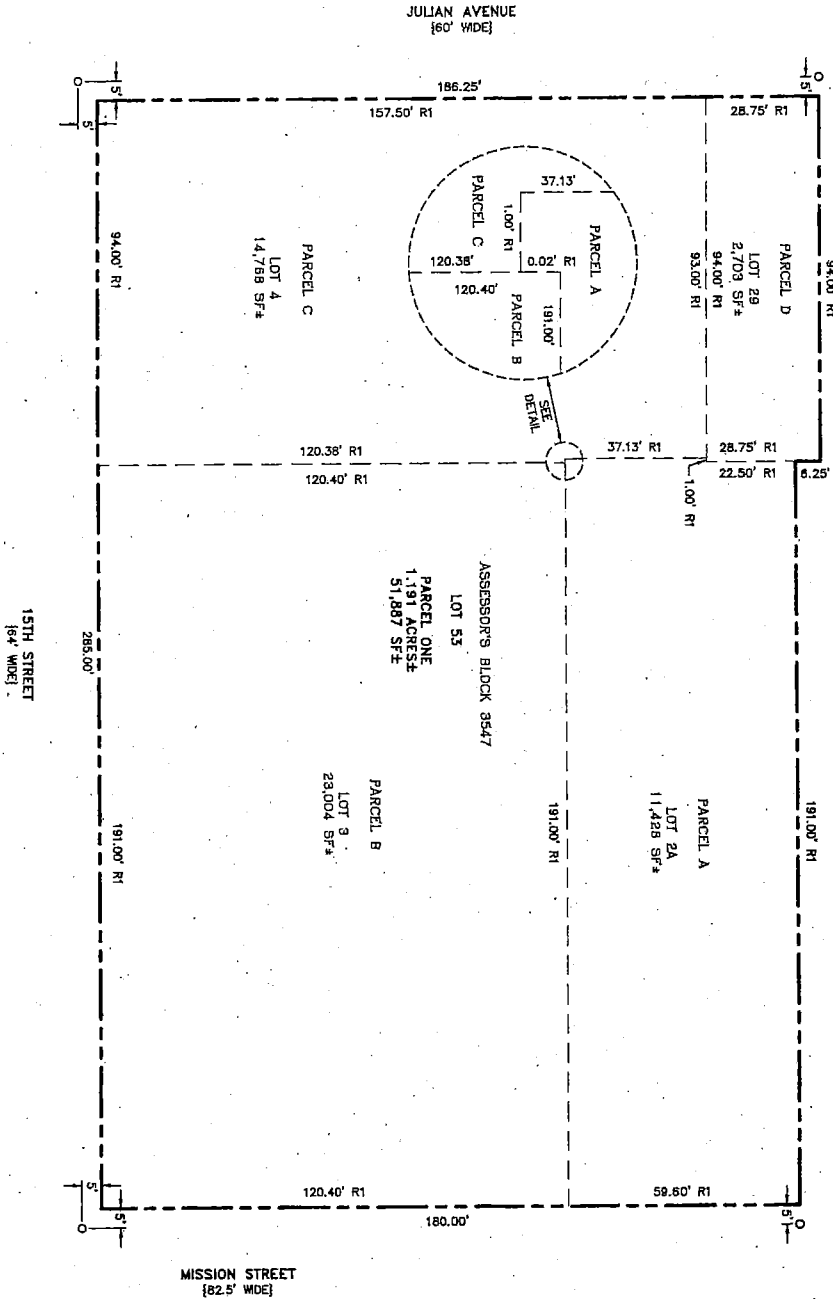 JULIAN AVENUE
{60' WIDE}
5'
186.25'
5'
157.50' R1
28.75' R1
5'
94.00' R1
PARCEL C
LOT 4
14,768 SF±
PARCEL C
1.00' R1
37.13'
PARCEL A
120.38'
0.02' R1
120.40'
PARCEL B
191.00'
SEE
DETAIL
93.00' R1
94.00' R1
LOT 29
2,703 SF±
PARCEL D
94.00' R1
120.38' R1
120.40' R1
37.13' R1
28.75' R1
22.50' R1
6.25'
1.00' R1
15TH STREET
{64' WIDE}
285.00'
191.00' R1
ASSESSOR'S BLOCK 3547
LOT 53
PARCEL ONE
1.191 ACRES±
51,887 SF±
PARCEL B
LOT 3
23,004 SF±
191.00' R1
PARCEL A
LOT 2A
11,428 SF±
191.00' R1
5'
5'
120.40' R1
59.60' R1
180.00'
5'
MISSION STREET
{82.5' WIDE}